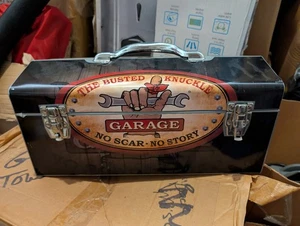 THE BUSTED KNUCKLE
GARAGE
NO SCAR - NO STORY